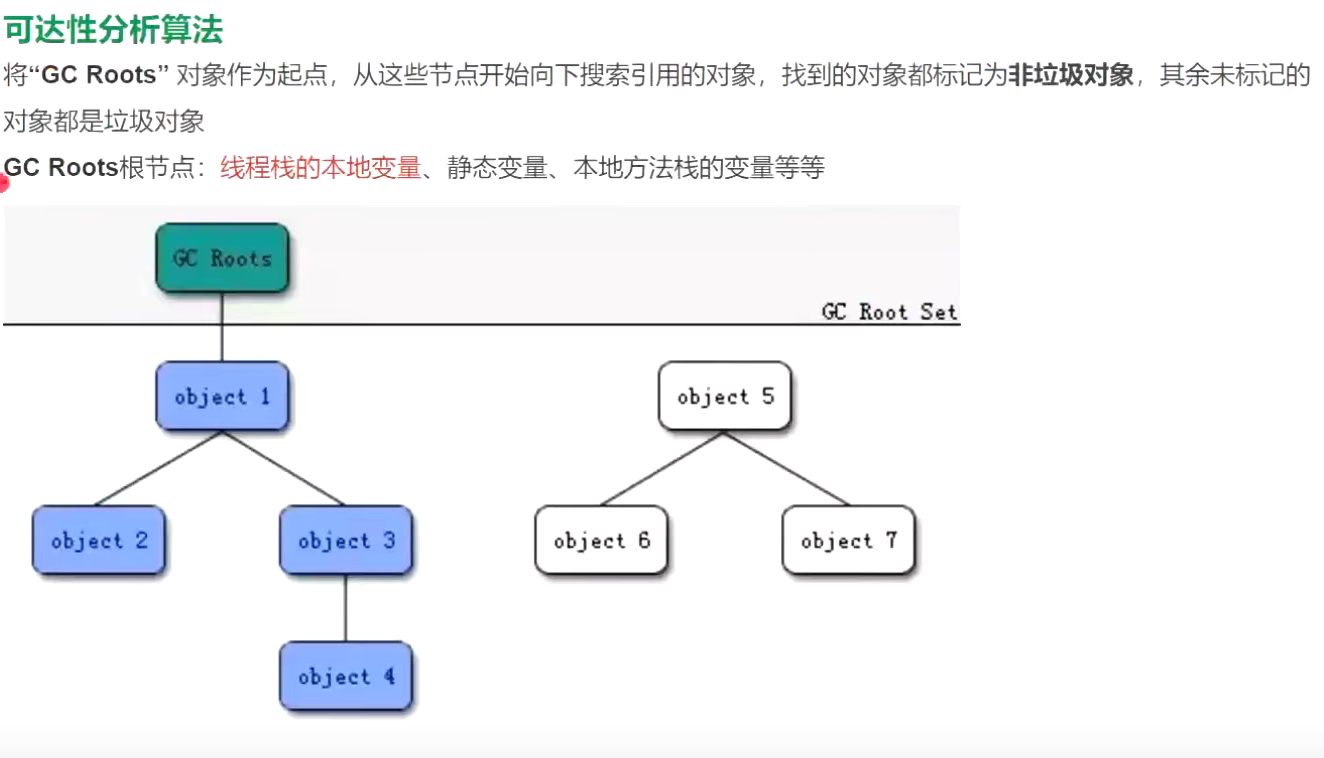 可达性分析算法
将“GC Roots” 对象作为起点，从这些节点开始向下搜索引用的对象，找到的对象都标记为非垃圾对象，其余未标记的
对象都是垃圾对象
GC Roots根节点：线程栈的本地变量、静态变量、本地方法栈的变量等等
GC Roots
GC Root Set
object 1
object 5
object 2
object 3
object 6
object 7
object 4